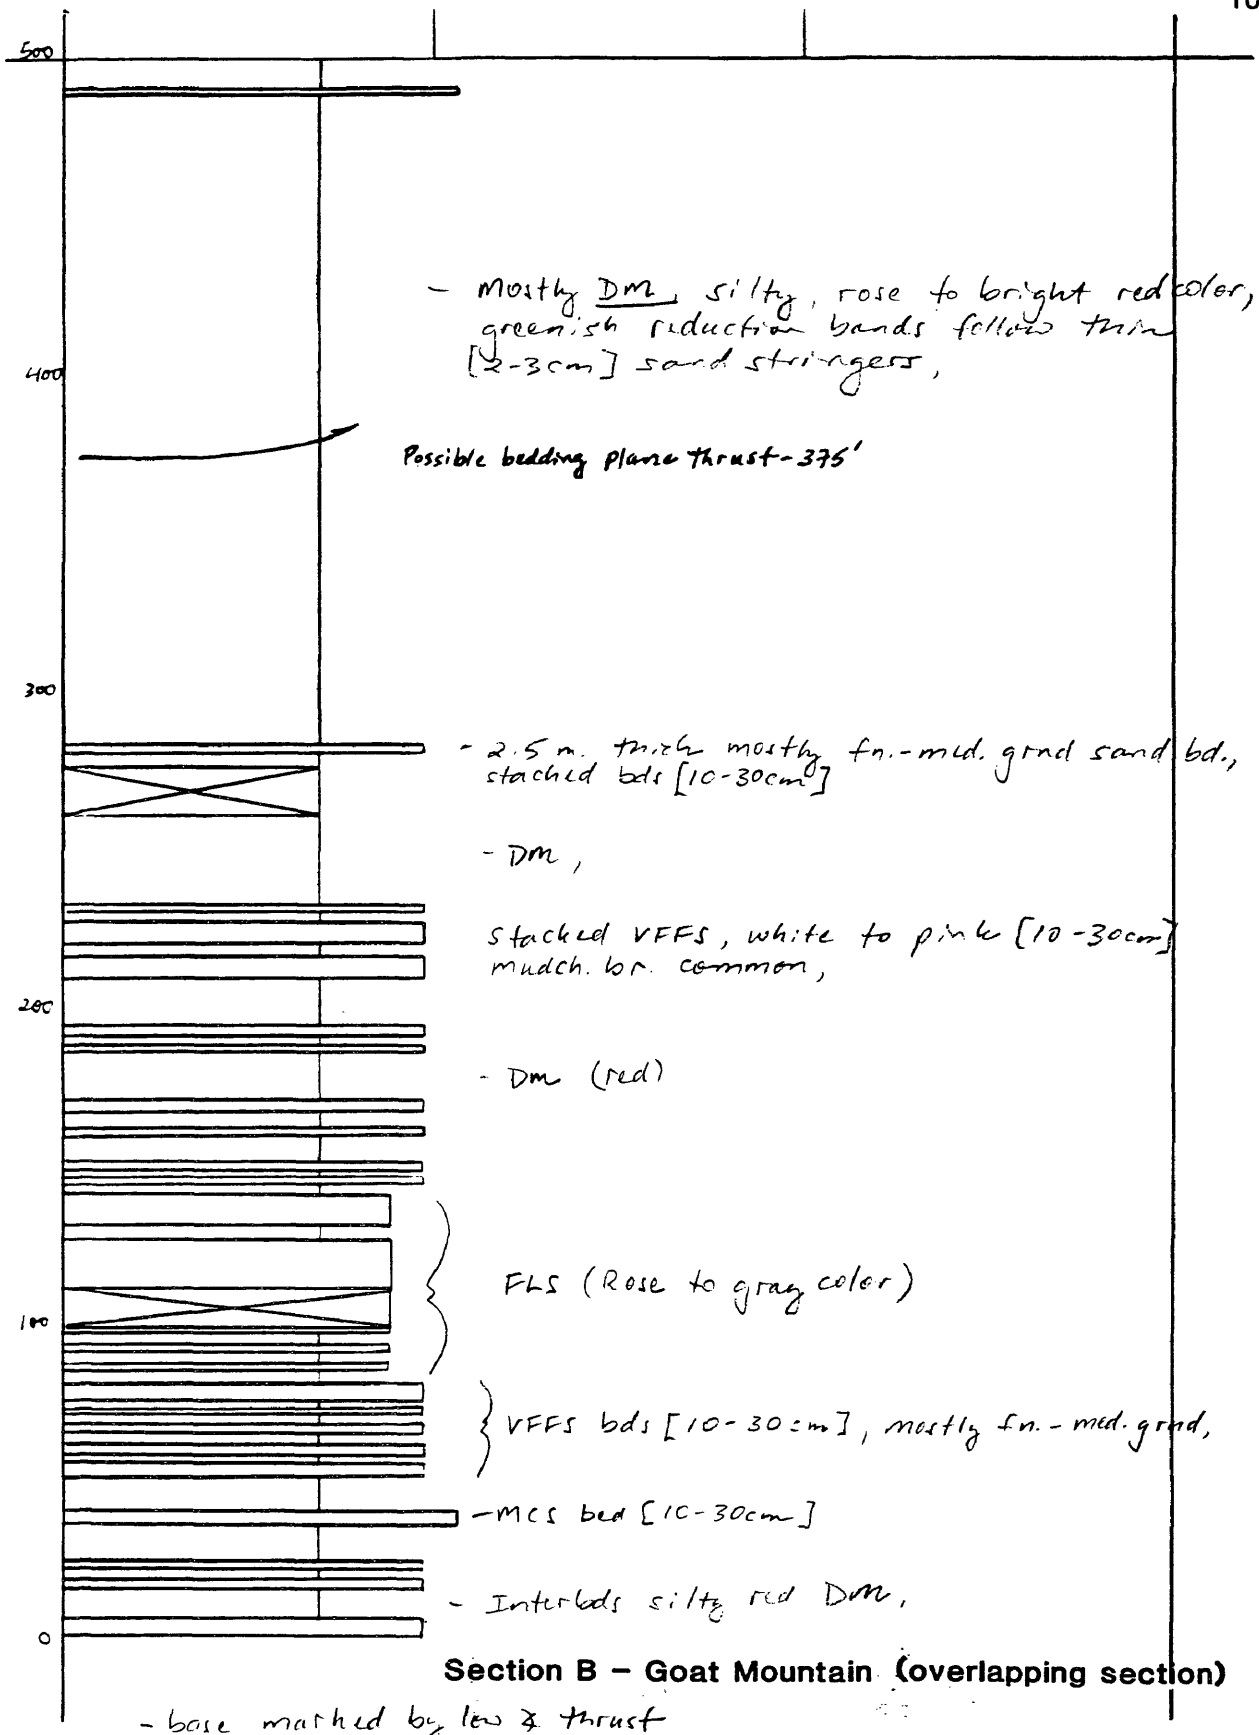 10
500
- Mostly DM, silty, rose to bright red color,
greenish reduction bands follow thin
[2-3cm] sand stringers,
400
Possible bedding plane thrust - 375'
300
- 2.5 m. thick mostly fn.-med. grnd sand bd.,
stacked bds [10-30cm]
- DM,
stacked VFFS, white to pink [10-30cm]
mudch. br. common,
200
- DM (red)
FLS (Rose to gray color)
100
VFFS bds [10-30cm], mostly fn.-med. grnd,
- MCS bed [10-30cm]
- Interbds silty red DM,
0
Section B - Goat Mountain (overlapping section)
- base marked by low ∡ thrust